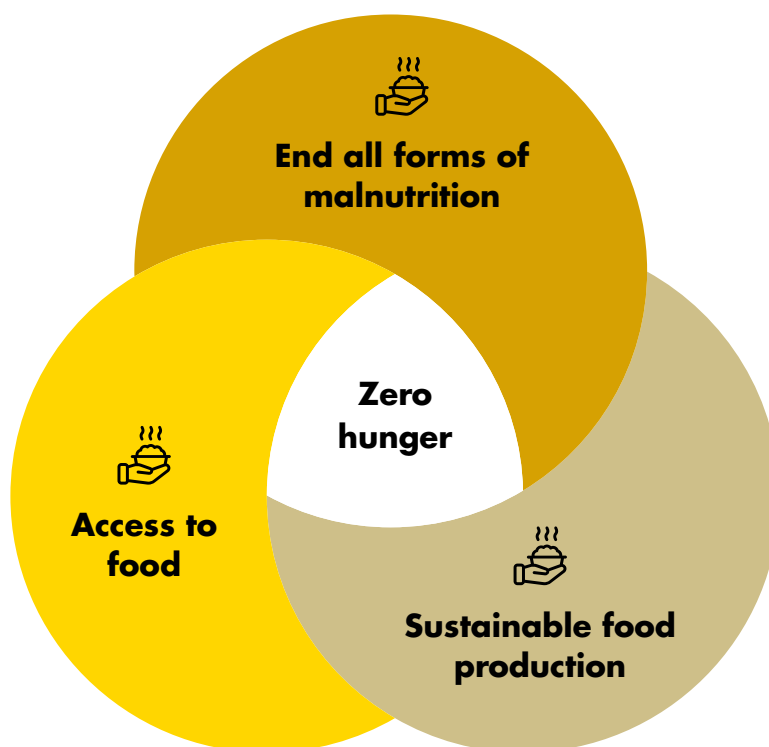 End all forms of
malnutrition
Zero
hunger
Access to
food
Sustainable food
production